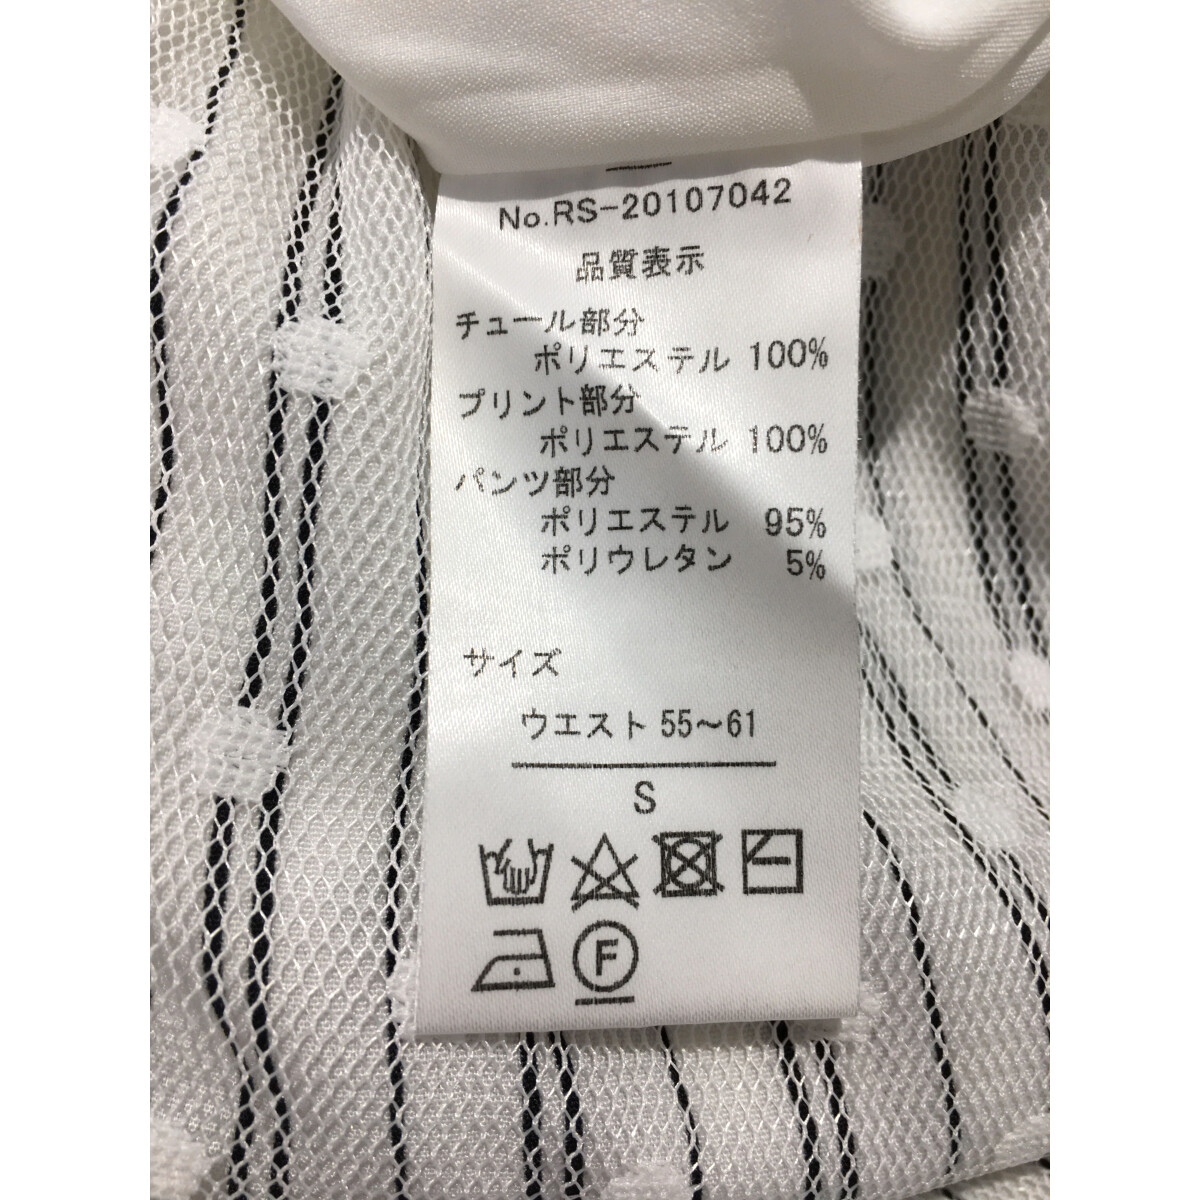 No.RS-20107042
品質表示
チュール部分
ポリエステル 100%
プリント部分
ポリエステル 100%
パンツ部分
ポリエステル 95%
ポリウレタン 5%
サイズ
ウエスト 55～61
S
F